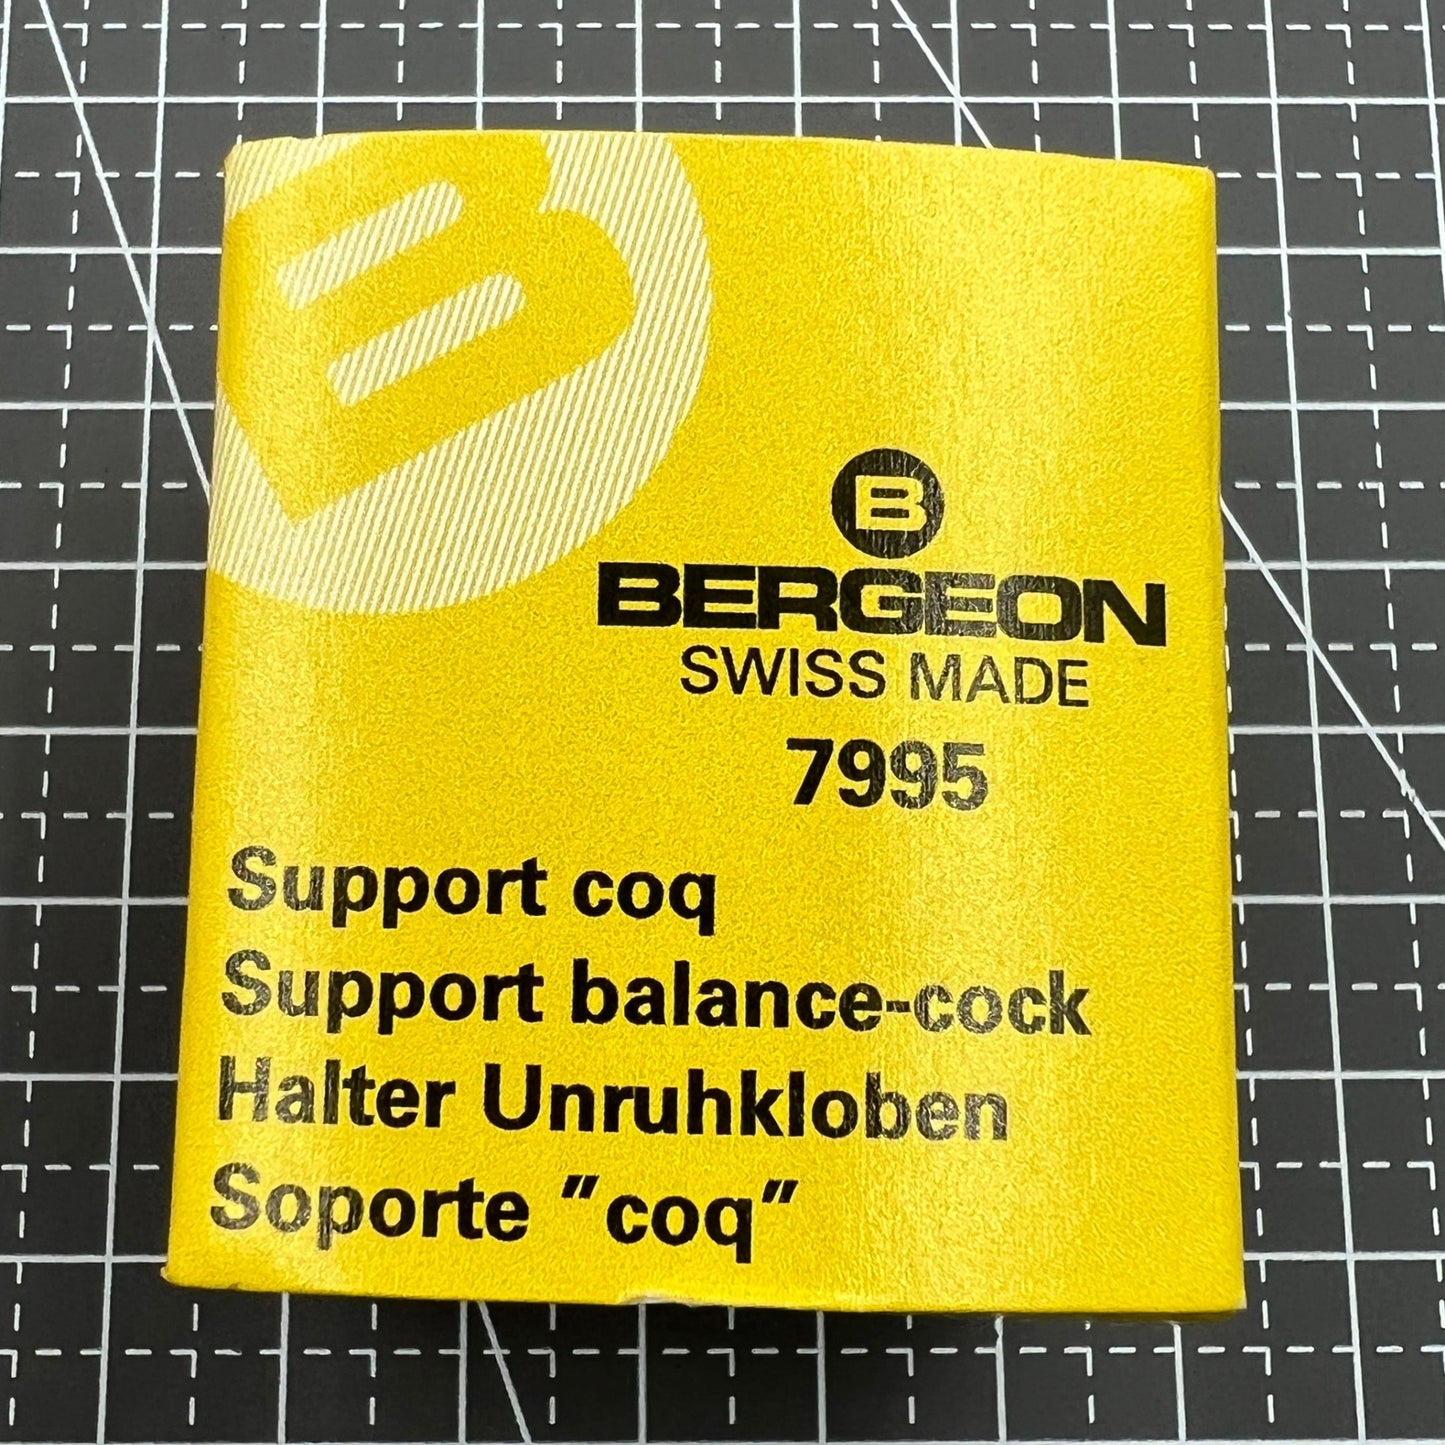 B
B
BERGEON
SWISS MADE
7995
Support coq
Support balance-cock
Halter Unruhkloben
Soporte "coq"